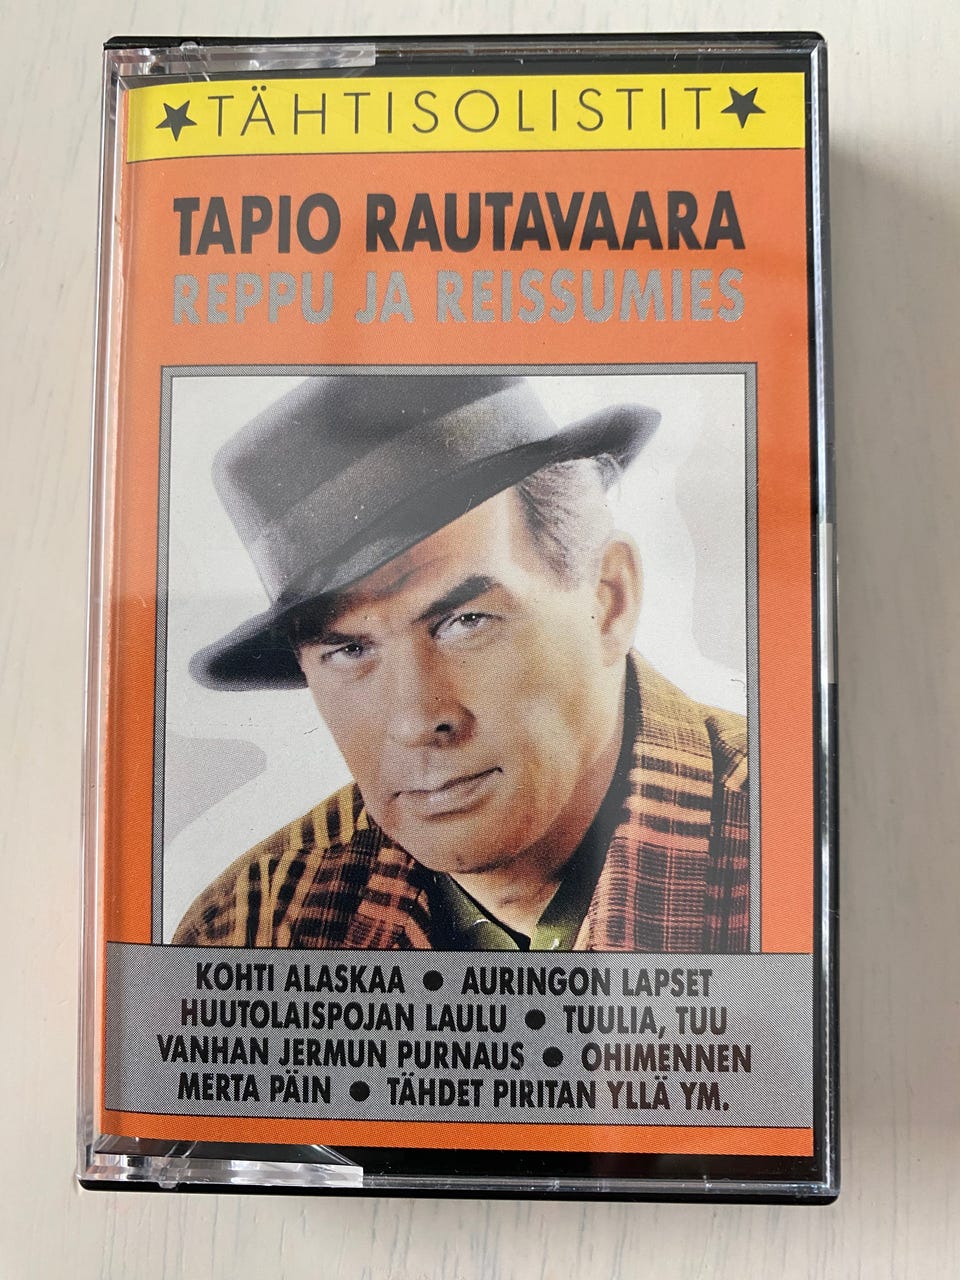 ★TÄHTISOLISTIT★
TAPIO RAUTAVAARA
REPPU JA REISSUMIES
KOHTI ALASKAA ● AURINGON LAPSET
HUUTOLAISPOJAN LAULU ● TUULIA, TUU
VANHAN JERMUN PURNAUS ● OHIMENNEN
MERTA PÄIN ● TÄHDET PIRITAN YLLÄ YM.